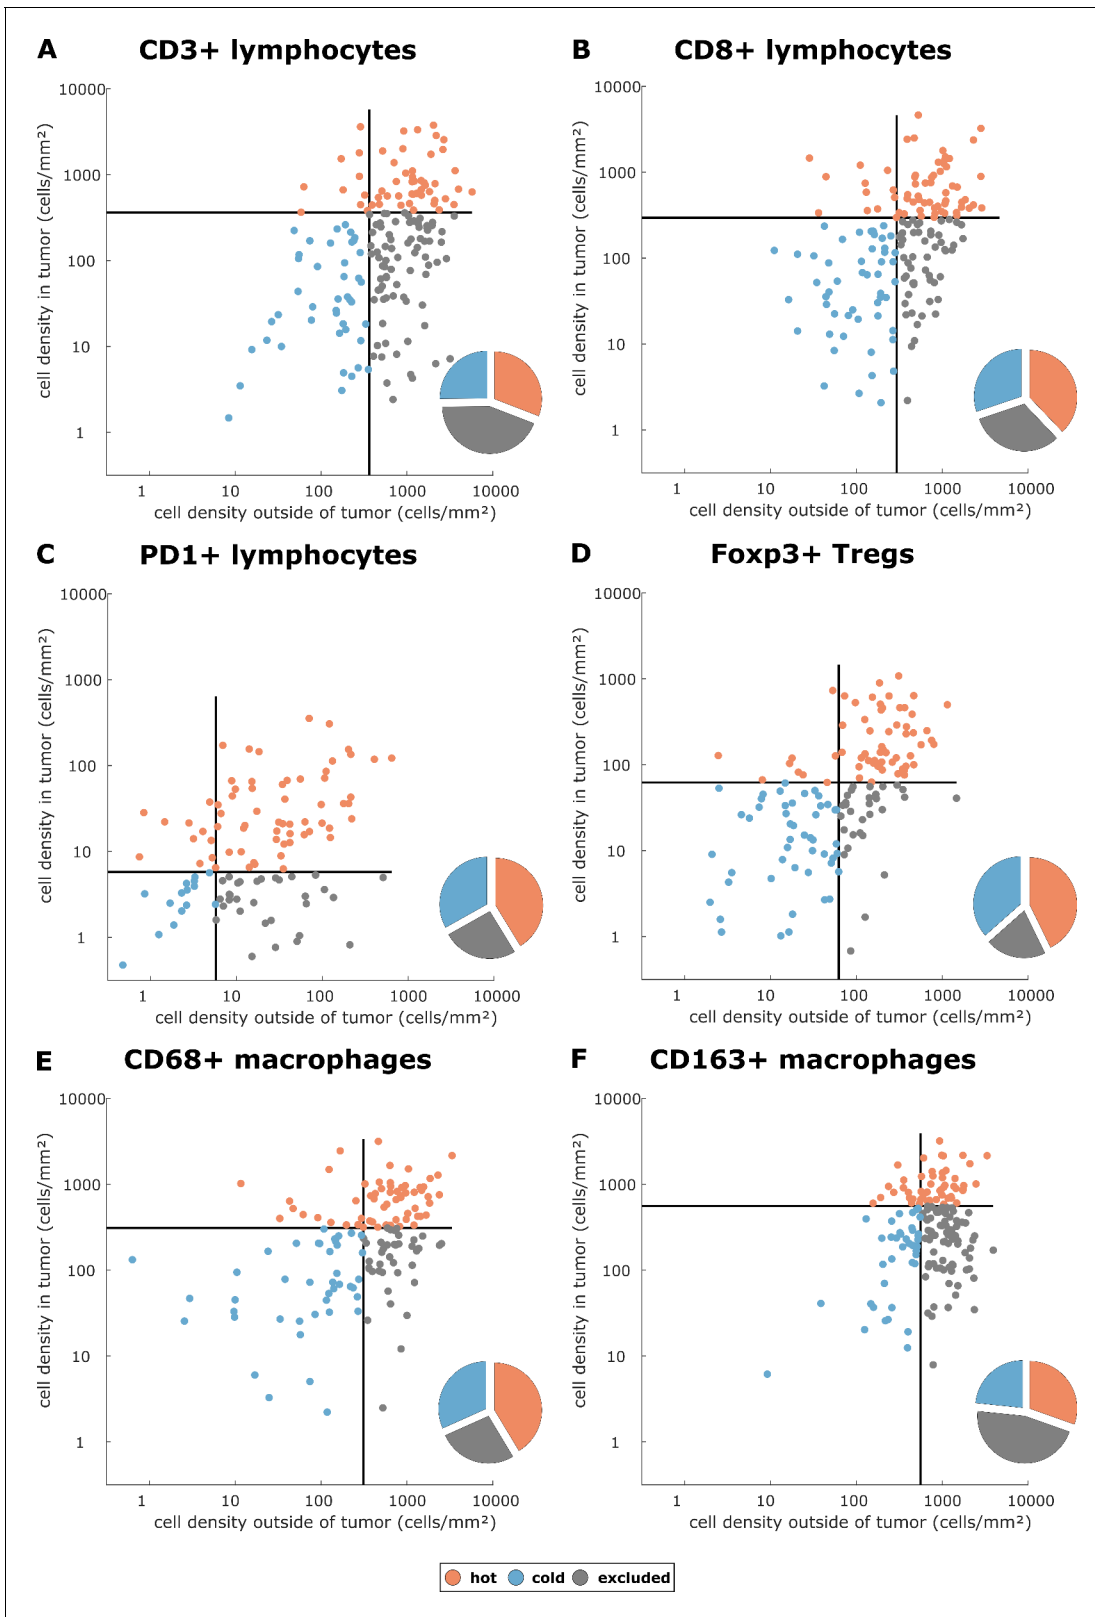 A CD3+ lymphocytes
10000
1000
100
10
1
cell density in tumor (cells/mm²)
1 10 100 1000 10000
cell density outside of tumor (cells/mm²)
B CD8+ lymphocytes
10000
1000
100
10
1
cell density in tumor (cells/mm²)
1 10 100 1000 10000
cell density outside of tumor (cells/mm²)
C PD1+ lymphocytes
10000
1000
100
10
1
cell density in tumor (cells/mm²)
1 10 100 1000 10000
cell density outside of tumor (cells/mm²)
D Foxp3+ Tregs
10000
1000
100
10
1
cell density in tumor (cells/mm²)
1 10 100 1000 10000
cell density outside of tumor (cells/mm²)
E CD68+ macrophages
10000
1000
100
10
1
cell density in tumor (cells/mm²)
1 10 100 1000 10000
cell density outside of tumor (cells/mm²)
F CD163+ macrophages
10000
1000
100
10
1
cell density in tumor (cells/mm²)
1 10 100 1000 10000
cell density outside of tumor (cells/mm²)
hot cold excluded